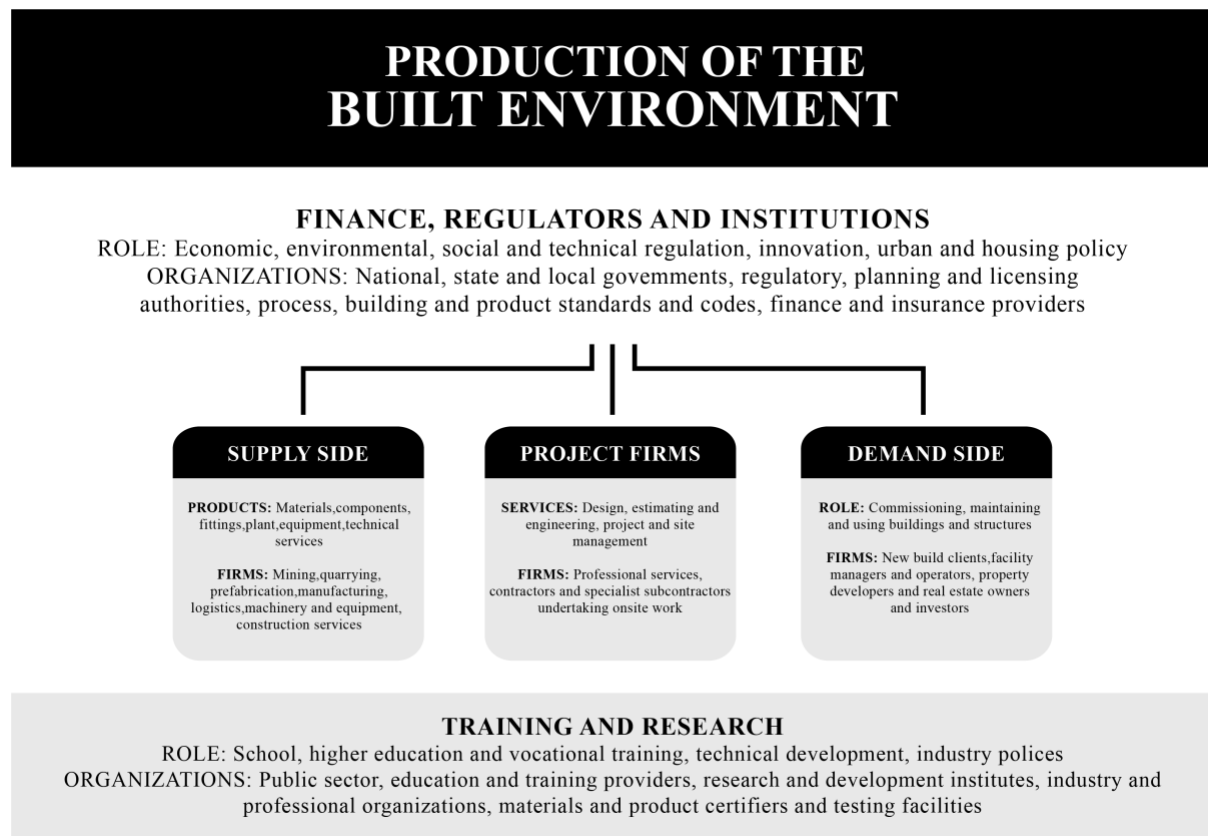 PRODUCTION OF THE
BUILT ENVIRONMENT
FINANCE, REGULATORS AND INSTITUTIONS
ROLE: Economic, environmental, social and technical regulation, innovation, urban and housing policy
ORGANIZATIONS: National, state and local govemments, regulatory, planning and licensing
authorities, process, building and product standards and codes, finance and insurance providers
SUPPLY SIDE
PRODUCTS: Materials,components,
fittings,plant,equipment,technical
services
FIRMS: Mining,quarrying,
prefabrication,manufacturing,
logistics,machinery and equipment,
construction services
PROJECT FIRMS
SERVICES: Design, estimating and
engineering, project and site
management
FIRMS: Professional services,
contractors and specialist subcontractors
undertaking onsite work
DEMAND SIDE
ROLE: Commissioning, maintaining
and using buildings and structures
FIRMS: New build clients,facility
managers and operators, property
developers and real estate owners
and investors
TRAINING AND RESEARCH
ROLE: School, higher education and vocational training, technical development, industry polices
ORGANIZATIONS: Public sector, education and training providers, research and development institutes, industry and
professional organizations, materials and product certifiers and testing facilities